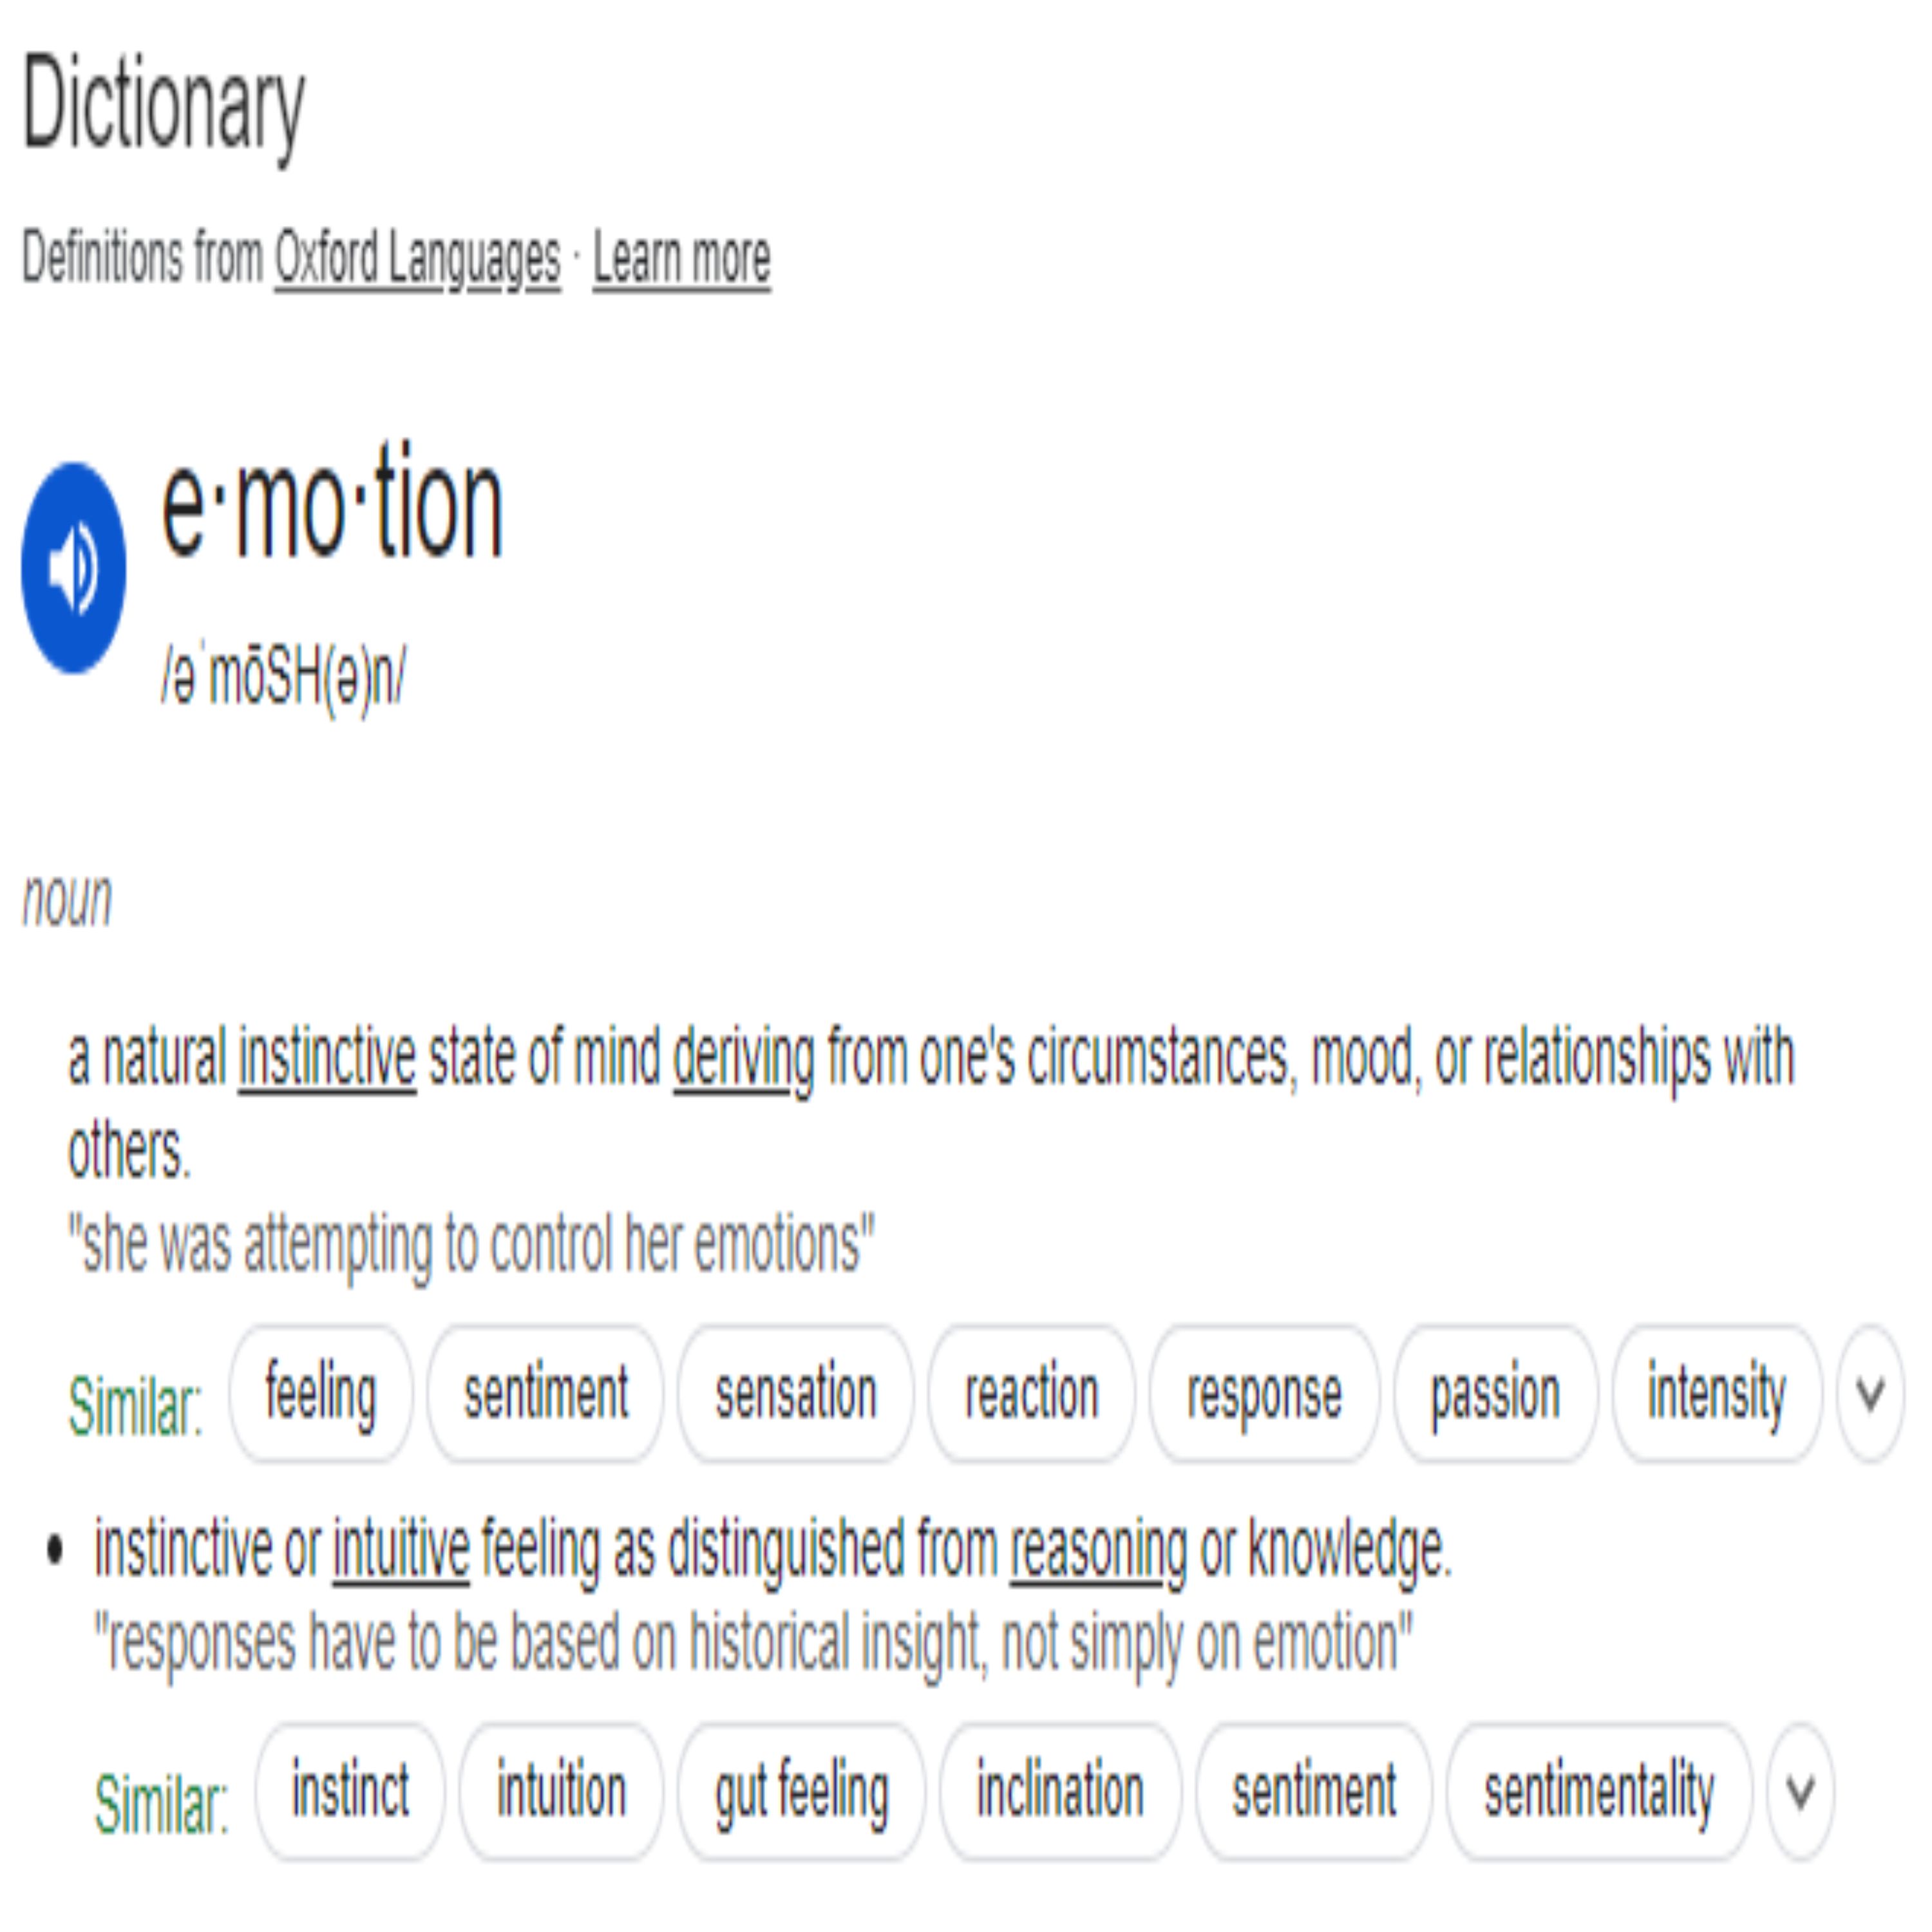 Dictionary
Definitions from Oxford Languages · Learn more
e·mo·tion
/əˈmōSH(ə)n/
noun
a natural instinctive state of mind deriving from one's circumstances, mood, or relationships with
others.
"she was attempting to control her emotions"
Similar: feeling sentiment sensation reaction response passion intensity
• instinctive or intuitive feeling as distinguished from reasoning or knowledge.
"responses have to be based on historical insight, not simply on emotion"
Similar: instinct intuition gut feeling inclination sentiment sentimentality